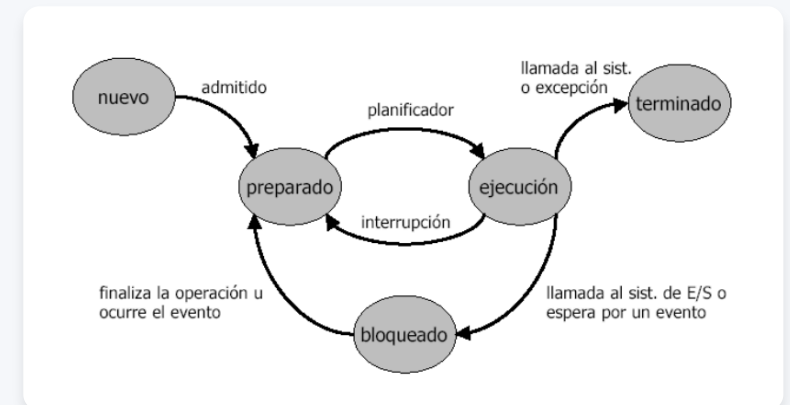 nuevo
admitido
planificador
llamada al sist.
o excepción
terminado
preparado
ejecución
interrupción
finaliza la operación u
ocurre el evento
bloqueado
llamada al sist. de E/S o
espera por un evento